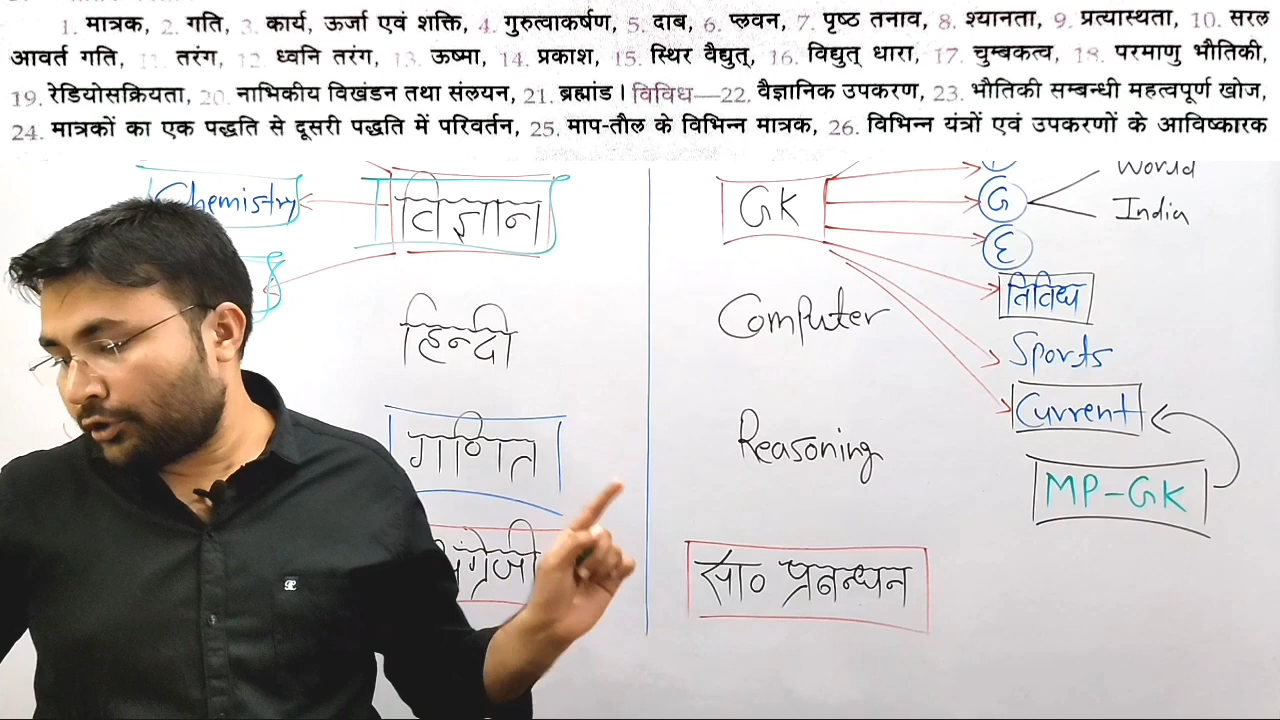 1. मात्रक, 2. गति, 3. कार्य, ऊर्जा एवं शक्ति, 4. गुरुत्वाकर्षण, 5. दाब, 6. प्लवन, 7. पृष्ठ तनाव, 8. श्यानता, 9. प्रत्यास्थता, 10. सरल
आवर्त गति, 11. तरंग, 12. ध्वनि तरंग, 13. ऊष्मा, 14. प्रकाश, 15. स्थिर वैद्युत्, 16. विद्युत् धारा, 17. चुम्बकत्व, 18. परमाणु भौतिकी,
19. रेडियोसक्रियता, 20. नाभिकीय विखंडन तथा संलयन, 21. ब्रह्मांड । विविध—22. वैज्ञानिक उपकरण, 23. भौतिकी सम्बन्धी महत्वपूर्ण खोज,
24. मात्रकों का एक पद्धति से दूसरी पद्धति में परिवर्तन, 25. माप-तौल के विभिन्न मात्रक, 26. विभिन्न यंत्रों एवं उपकरणों के आविष्कारक
Chemistry
विज्ञान
हिन्दी
गणित
अंग्रेजी
GK
World
G
India
E
विविध
Computer
Sports
Current
Reasoning
MP-GK
सा० प्रबन्धन